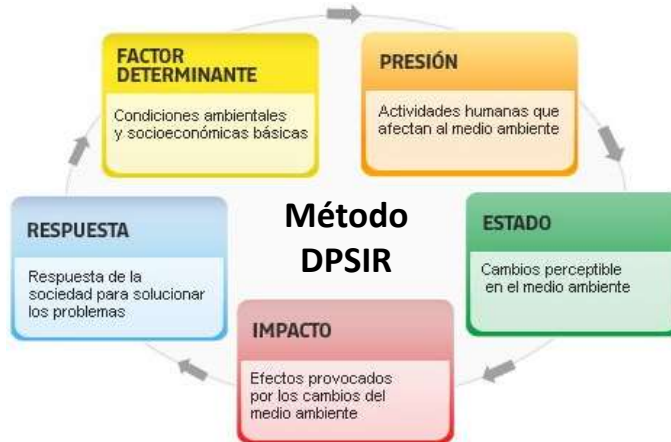 FACTOR
DETERMINANTE
Condiciones ambientales
y socioeconómicas básicas
PRESIÓN
Actividades humanas que
afectan al medio ambiente
ESTADO
Cambios perceptible
en el medio ambiente
IMPACTO
Efectos provocados
por los cambios del
medio ambiente
RESPUESTA
Respuesta de la
sociedad para solucionar
los problemas
Método
DPSIR